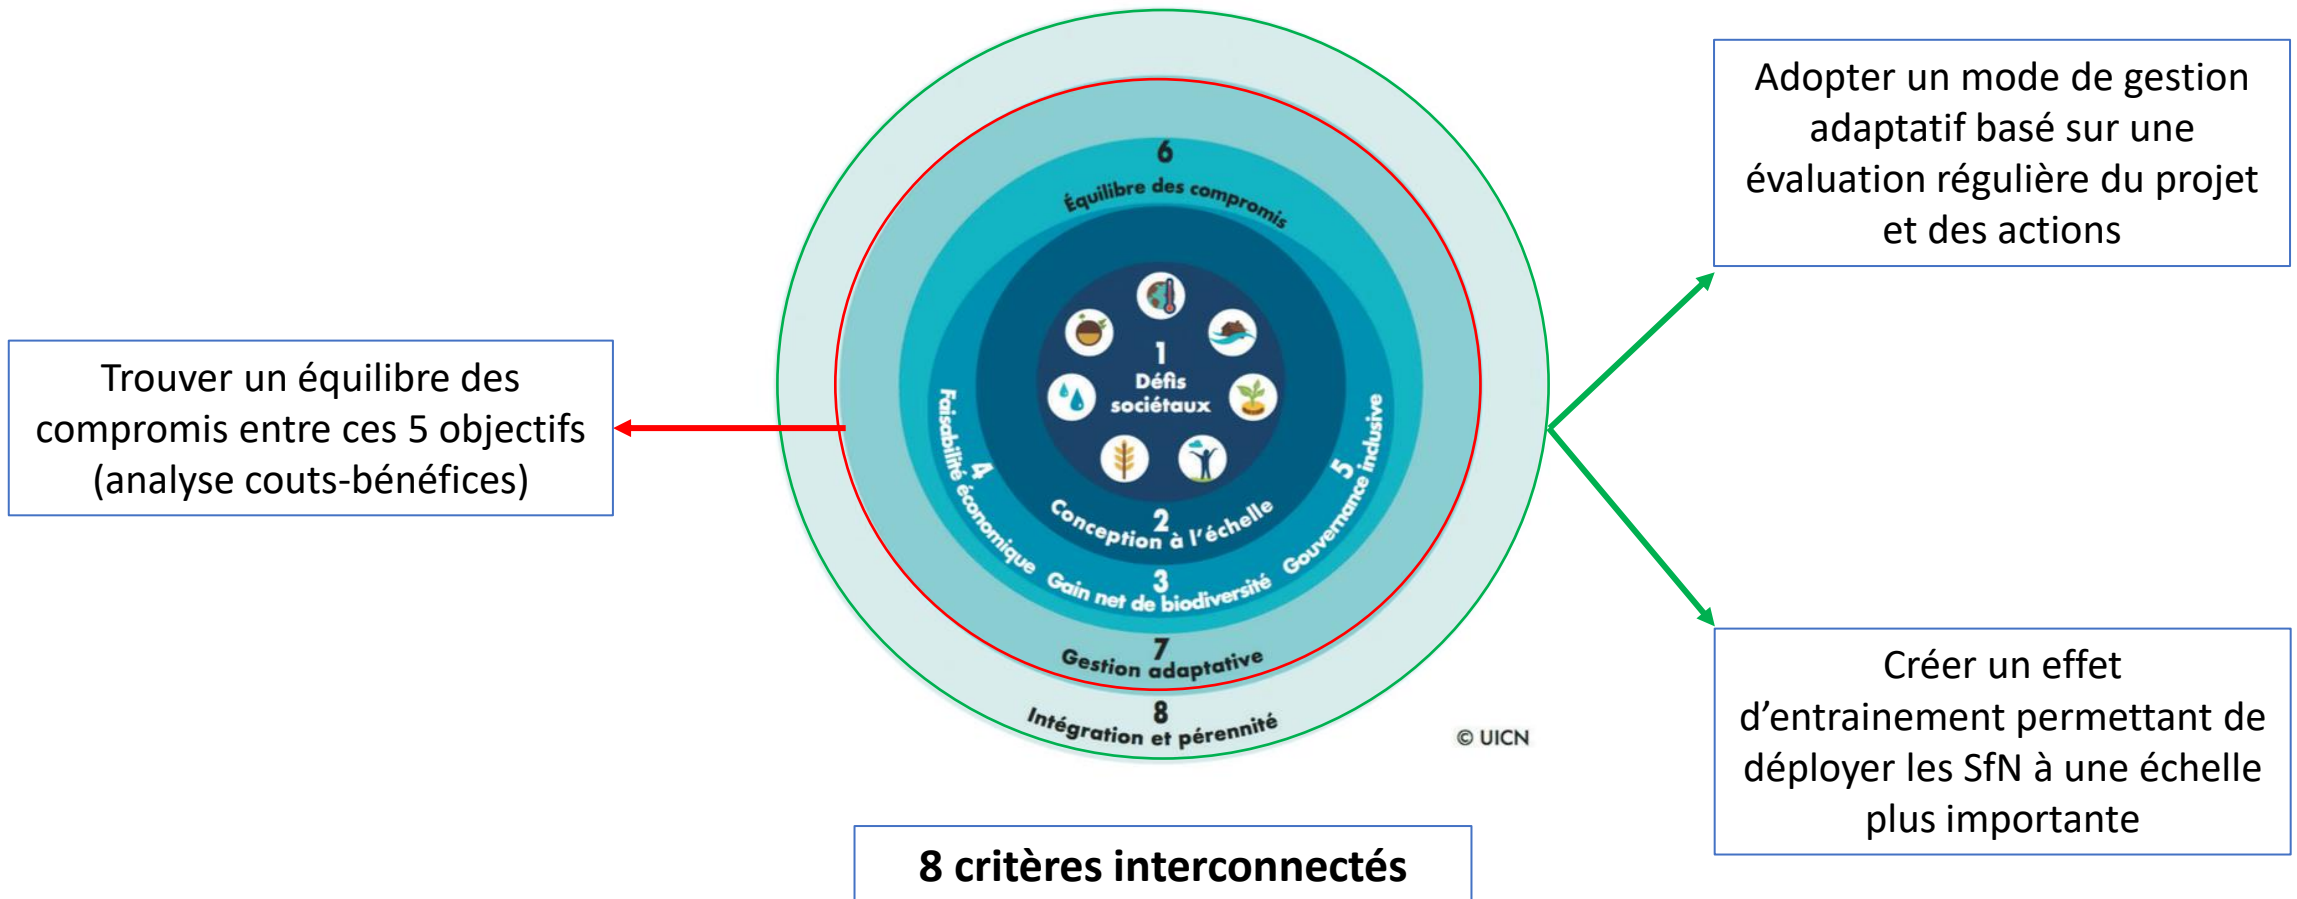 Trouver un équilibre des
compromis entre ces 5 objectifs
(analyse couts-bénéfices)
6
Équilibre des compromis
1
Défis
sociétaux
2
Conception à l'échelle
4
Faisabilité économique
3
Gain net de biodiversité
5
Gouvernance inclusive
7
Gestion adaptative
8
Intégration et pérennité
© UICN
8 critères interconnectés
Adopter un mode de gestion
adaptatif basé sur une
évaluation régulière du projet
et des actions
Créer un effet
d’entrainement permettant de
déployer les SfN à une échelle
plus importante